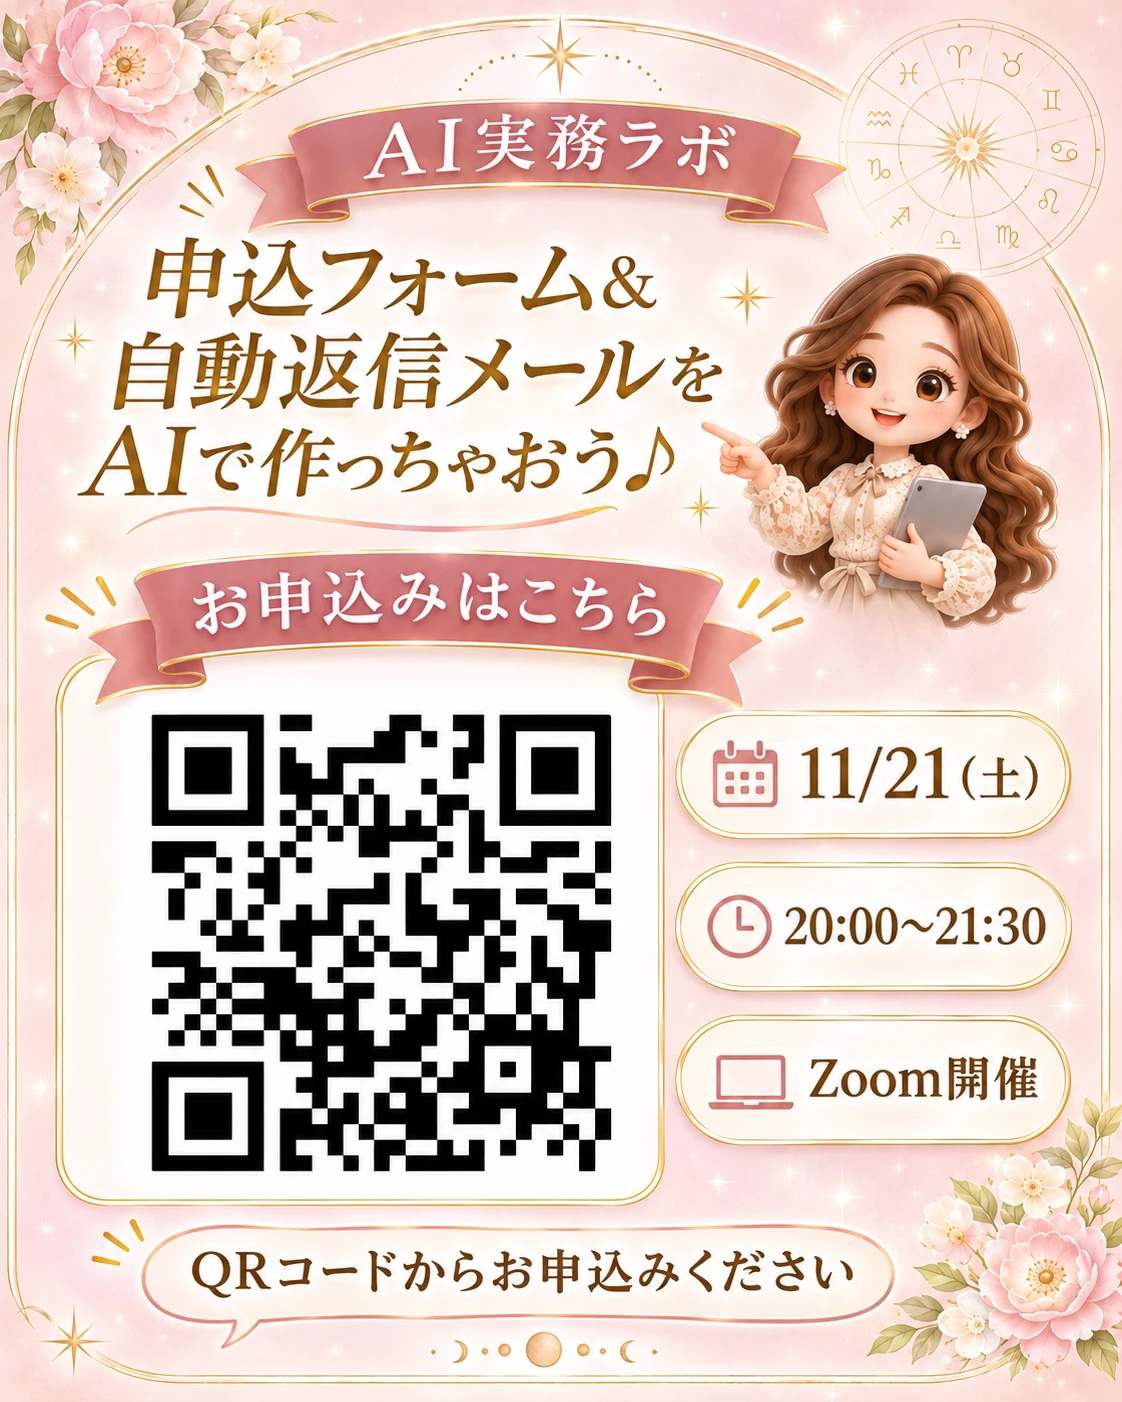 AI実務ラボ
申込フォーム&
自動返信メールを
AIで作っちゃおう♪
お申込みはこちら
11/21(土)
20:00〜21:30
Zoom開催
QRコードからお申込みください